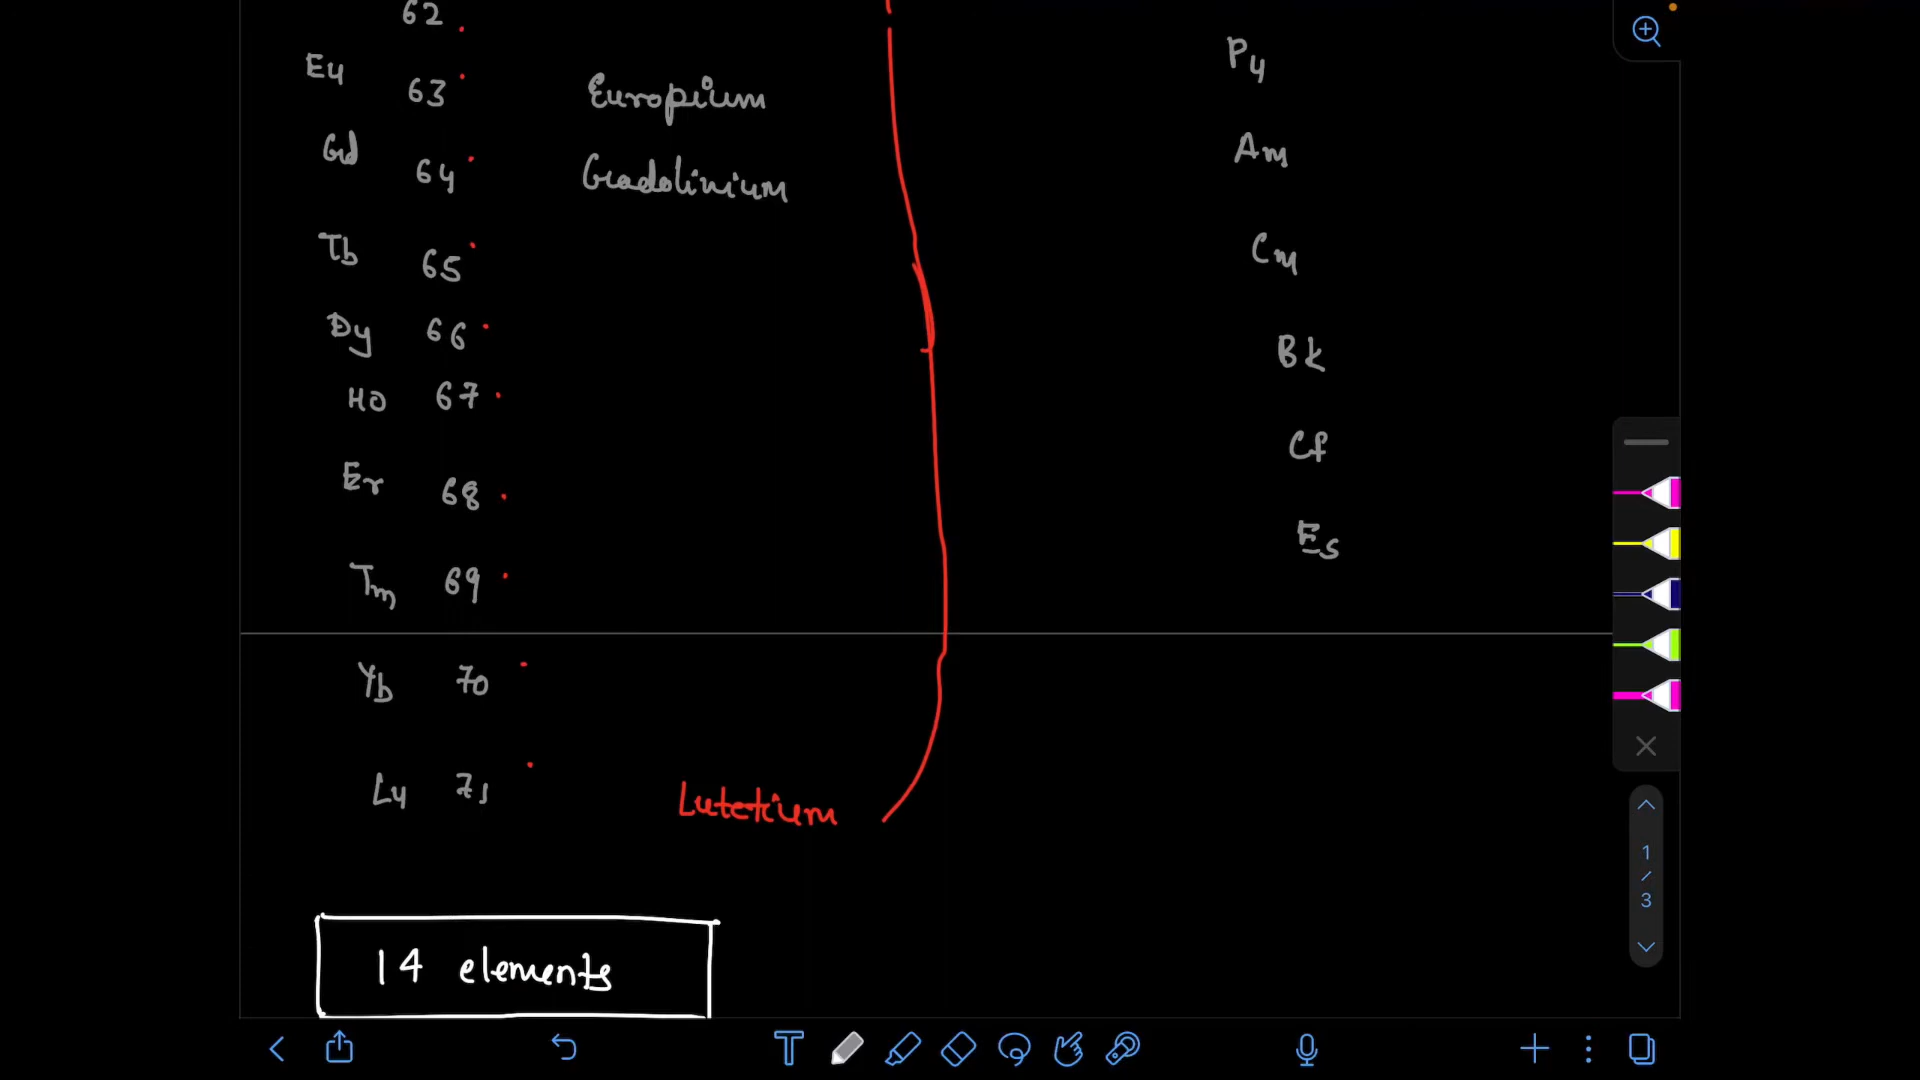 62
Eu 63 Europium
Gd 64 Gradolinium
Tb 65
Dy 66
Ho 67
Er 68
Tm 69
Yb 70
Lu 71 Lutetium
14 elements
Pu
Am
Cm
Bk
Cf
Es
T
1
/
3